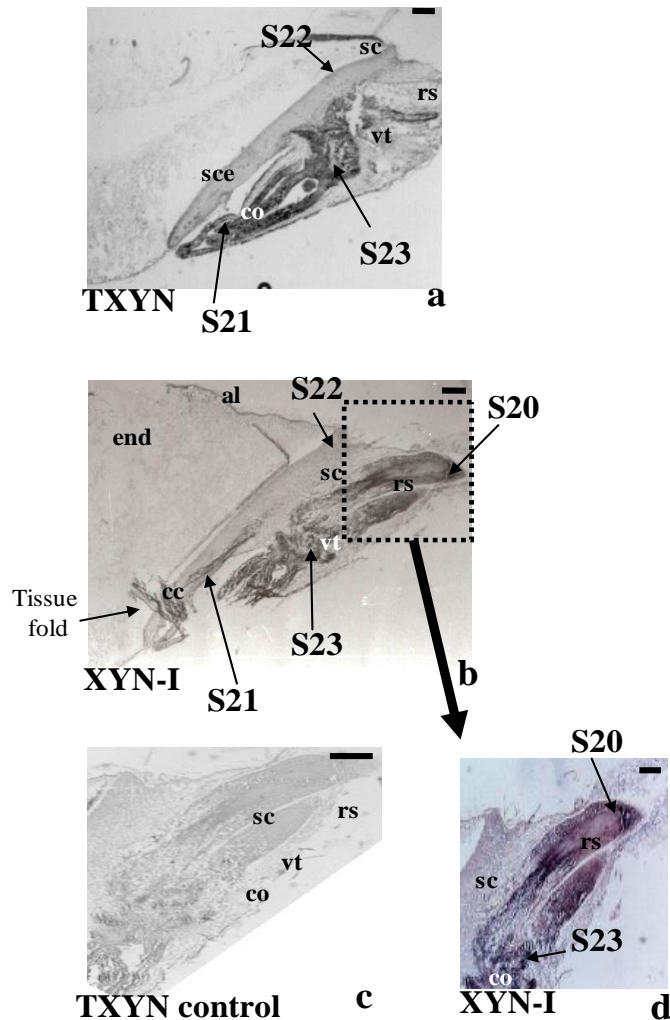 S22
sc
rs
vt
sce
co
S23
TXYN
a
S21
S22
al
S20
end
sc
rs
vt
cc
Tissue
fold
S23
b
XYN-I
S21
S20
sc
rs
rs
vt
sc
co
S23
co
TXYN control
c
XYN-I
d